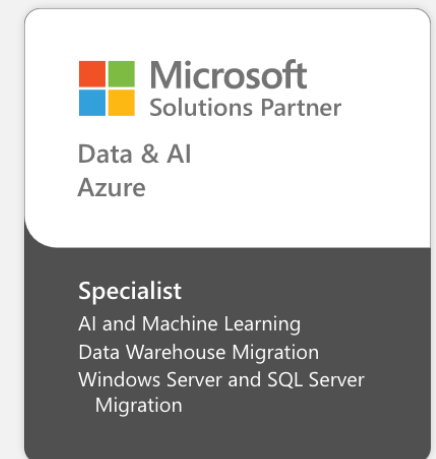 Microsoft
Solutions Partner
Data & AI
Azure
Specialist
AI and Machine Learning
Data Warehouse Migration
Windows Server and SQL Server
Migration